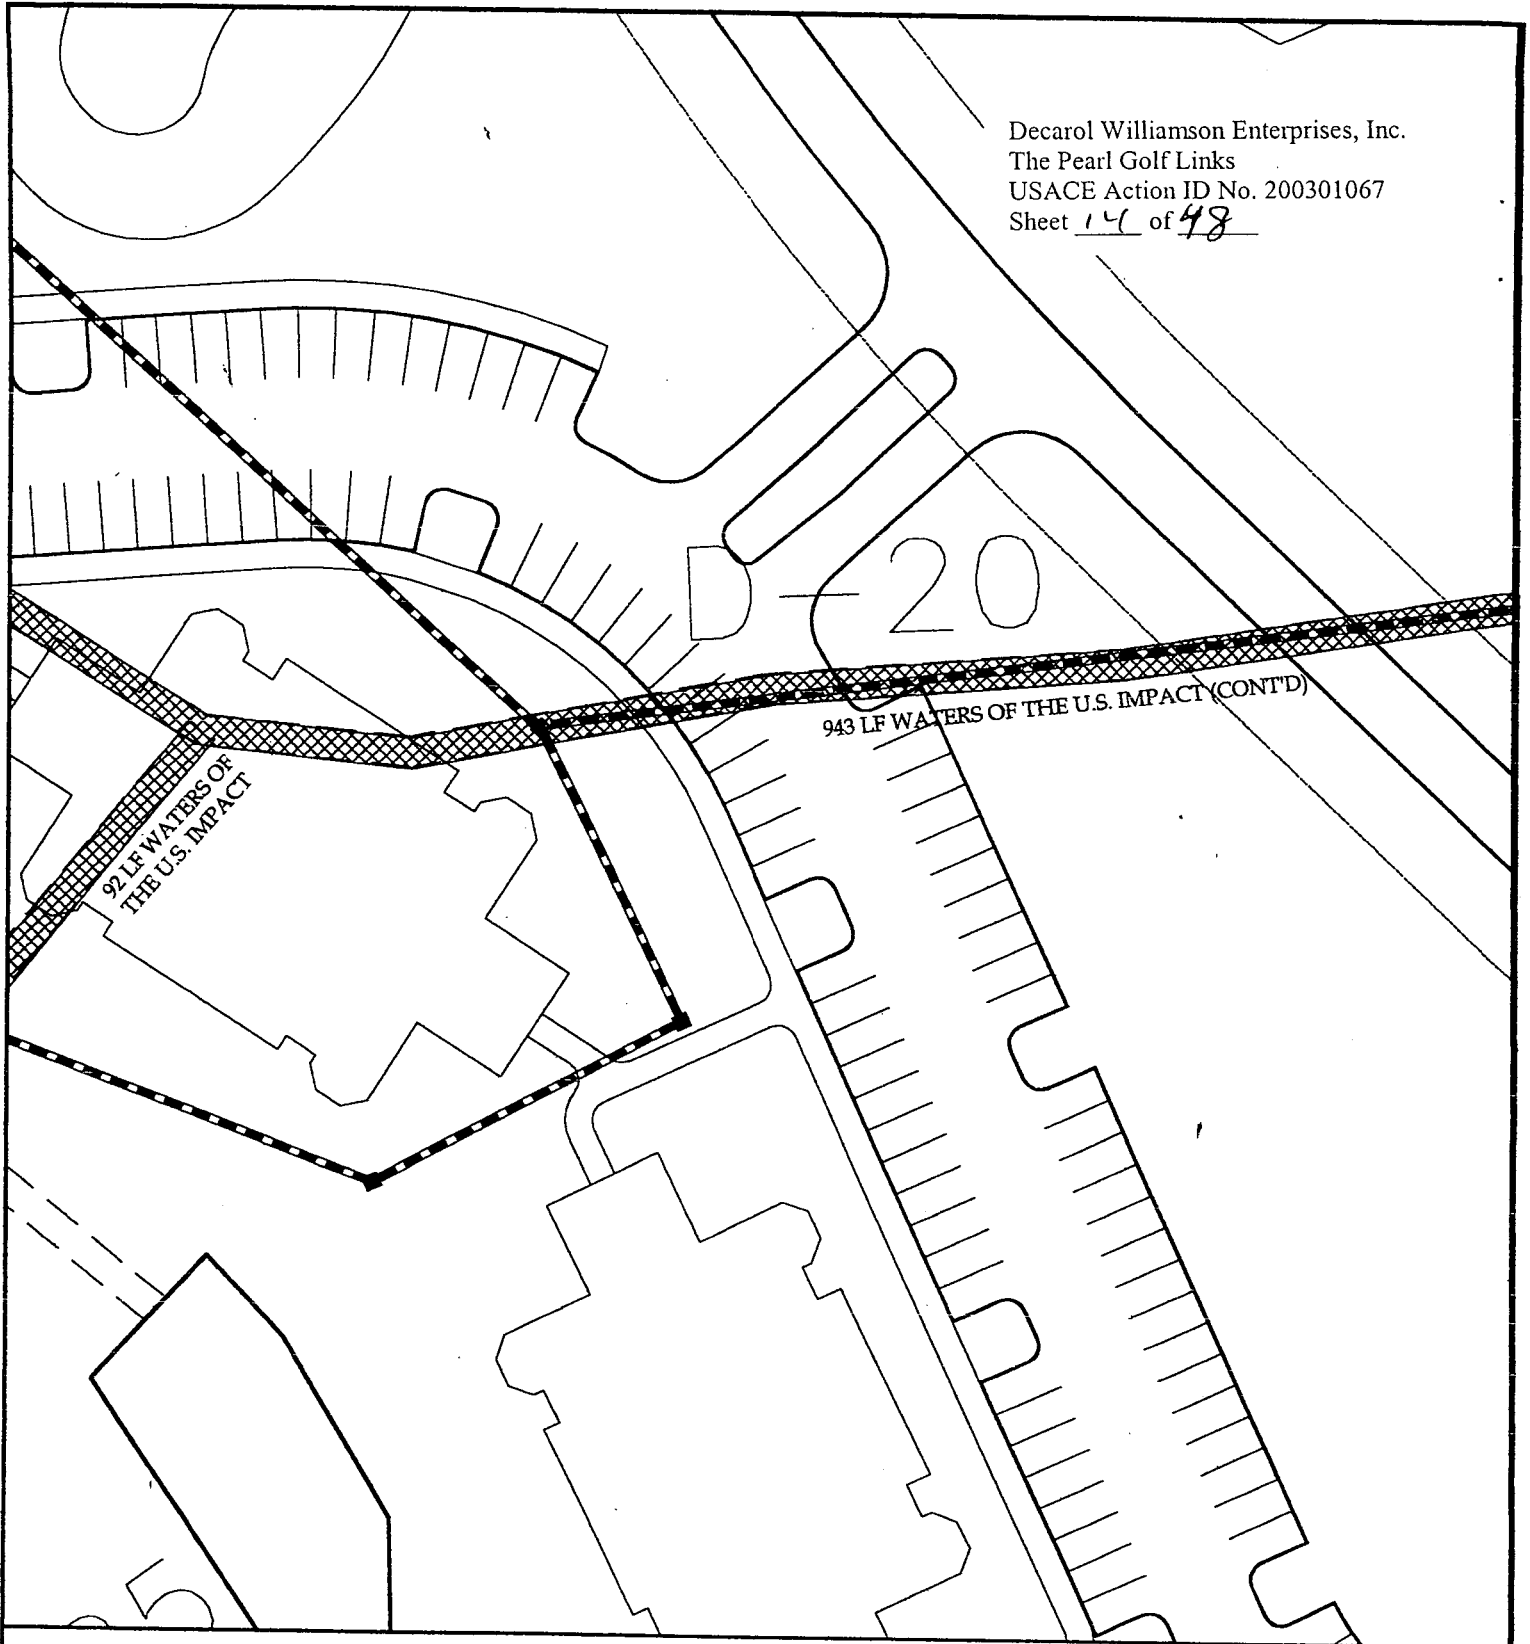 Decarol Williamson Enterprises, Inc.
The Pearl Golf Links
USACE Action ID No. 200301067
Sheet 14 of 48
D-20
943 LF WATERS OF THE U.S. IMPACT (CONT'D)
92 LF WATERS OF
THE U.S. IMPACT